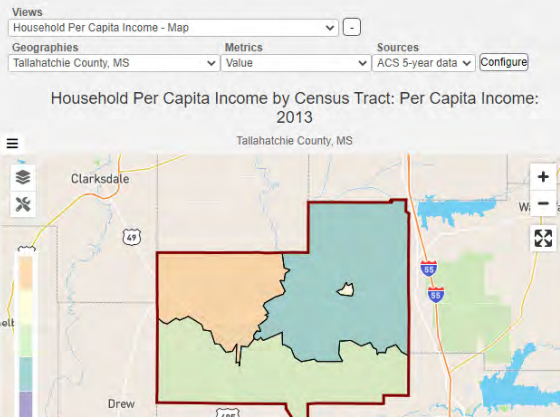 Views
Household Per Capita Income - Map
-
Geographies
Metrics
Sources
Tallahatchie County, MS
Value
ACS 5-year data
Configure
Household Per Capita Income by Census Tract: Per Capita Income:
2013
Tallahatchie County, MS
Clarksdale
+
−
49
55
55
Drew